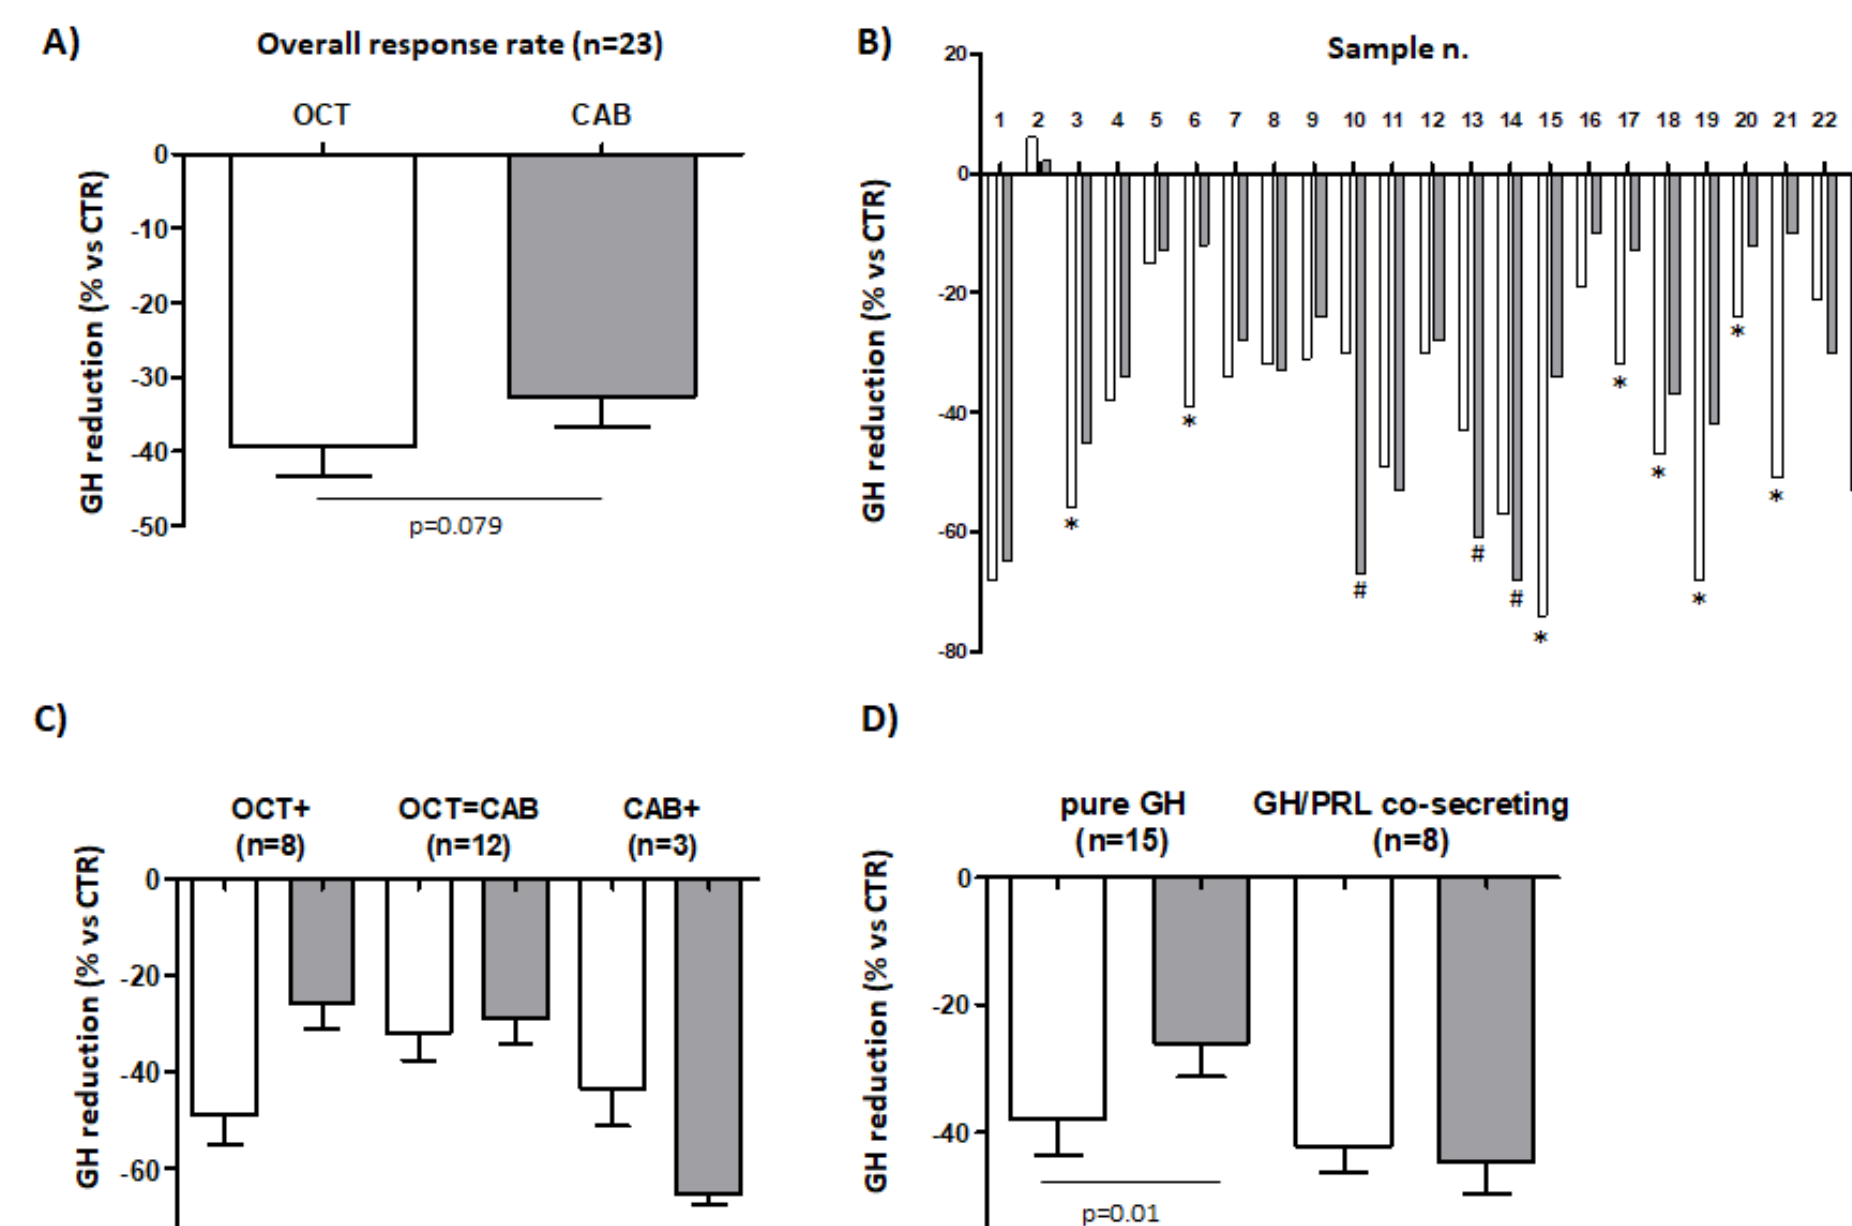 A)
Overall response rate (n=23)
OCT CAB
GH reduction (% vs CTR)
0
-10
-20
-30
-40
-50
p=0.079
B)
Sample n.
GH reduction (% vs CTR)
20
0
-20
-40
-60
-80
1 2 3 4 5 6 7 8 9 10 11 12 13 14 15 16 17 18 19 20 21 22
* * # # # * * * * * *
C)
OCT+ OCT=CAB CAB+
(n=8) (n=12) (n=3)
GH reduction (% vs CTR)
0
-20
-40
-60
D)
pure GH GH/PRL co-secreting
(n=15) (n=8)
GH reduction (% vs CTR)
0
-20
-40
p=0.01